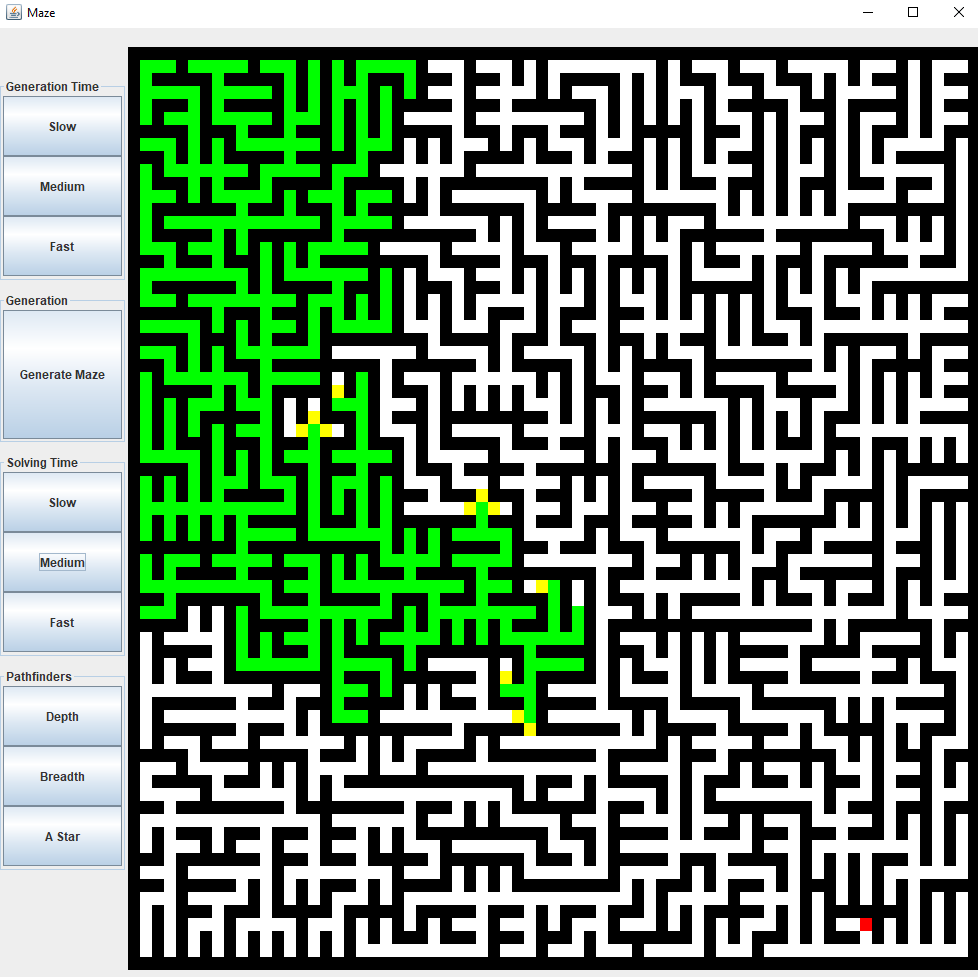 Maze
Generation Time
Slow
Medium
Fast
Generation
Generate Maze
Solving Time
Slow
Medium
Fast
Pathfinders
Depth
Breadth
A Star